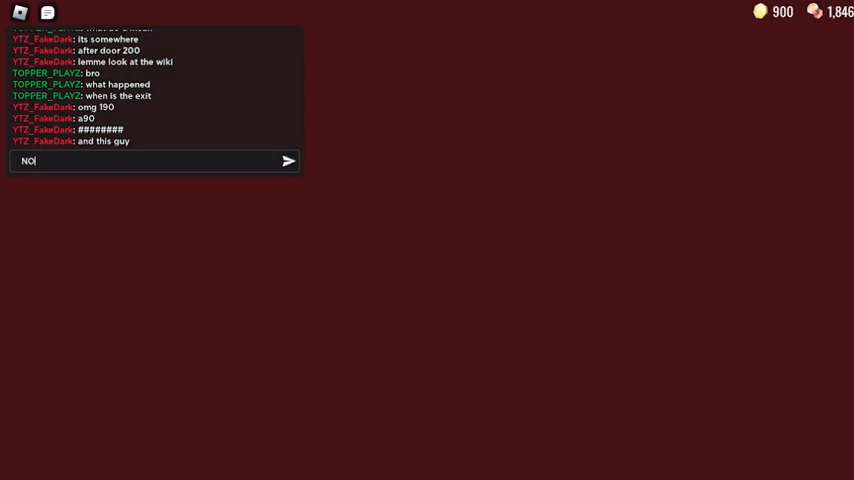 900
1,846
YTZ_FakeDark: its somewhere
YTZ_FakeDark: after door 200
YTZ_FakeDark: lemme look at the wiki
TOPPER_PLAYZ: bro
TOPPER_PLAYZ: what happened
TOPPER_PLAYZ: when is the exit
YTZ_FakeDark: omg 190
YTZ_FakeDark: a90
YTZ_FakeDark: ########
YTZ_FakeDark: and this guy
NO